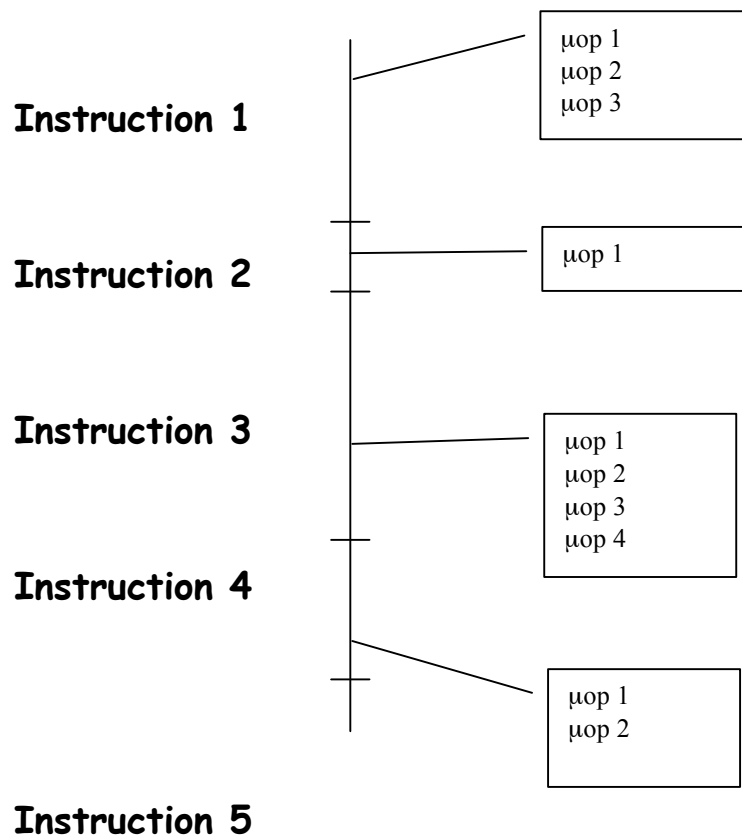 μop 1
μop 2
μop 3
Instruction 1
μop 1
Instruction 2
Instruction 3
μop 1
μop 2
μop 3
μop 4
Instruction 4
μop 1
μop 2
Instruction 5